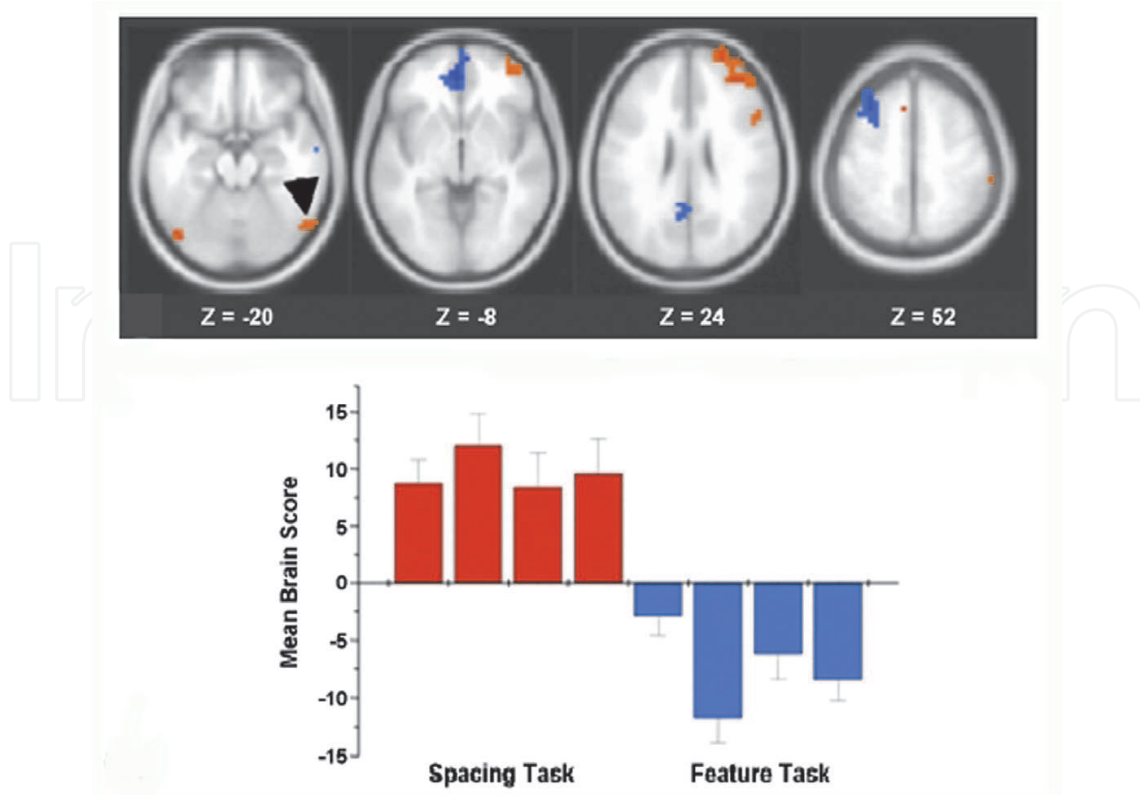 Z = -20
Z = -8
Z = 24
Z = 52
15
10
5
0
-5
-10
-15
Mean Brain Score
Spacing Task
Feature Task